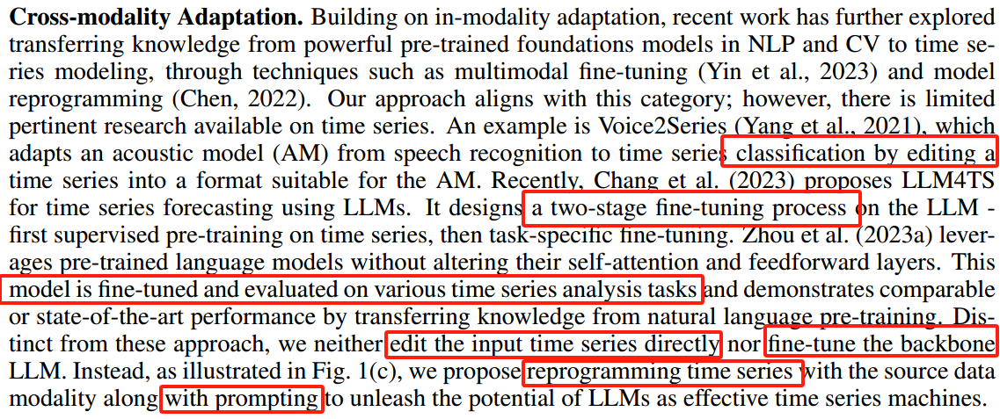 Cross-modality Adaptation. Building on in-modality adaptation, recent work has further explored
transferring knowledge from powerful pre-trained foundations models in NLP and CV to time se-
ries modeling, through techniques such as multimodal fine-tuning (Yin et al., 2023) and model
reprogramming (Chen, 2022). Our approach aligns with this category; however, there is limited
pertinent research available on time series. An example is Voice2Series (Yang et al., 2021), which
adapts an acoustic model (AM) from speech recognition to time series classification by editing a
time series into a format suitable for the AM. Recently, Chang et al. (2023) proposes LLM4TS
for time series forecasting using LLMs. It designs a two-stage fine-tuning process on the LLM -
first supervised pre-training on time series, then task-specific fine-tuning. Zhou et al. (2023a) lever-
ages pre-trained language models without altering their self-attention and feedforward layers. This
model is fine-tuned and evaluated on various time series analysis tasks and demonstrates comparable
or state-of-the-art performance by transferring knowledge from natural language pre-training. Dis-
tinct from these approach, we neither edit the input time series directly nor fine-tune the backbone
LLM. Instead, as illustrated in Fig. 1(c), we propose reprogramming time series with the source data
modality along with prompting to unleash the potential of LLMs as effective time series machines.